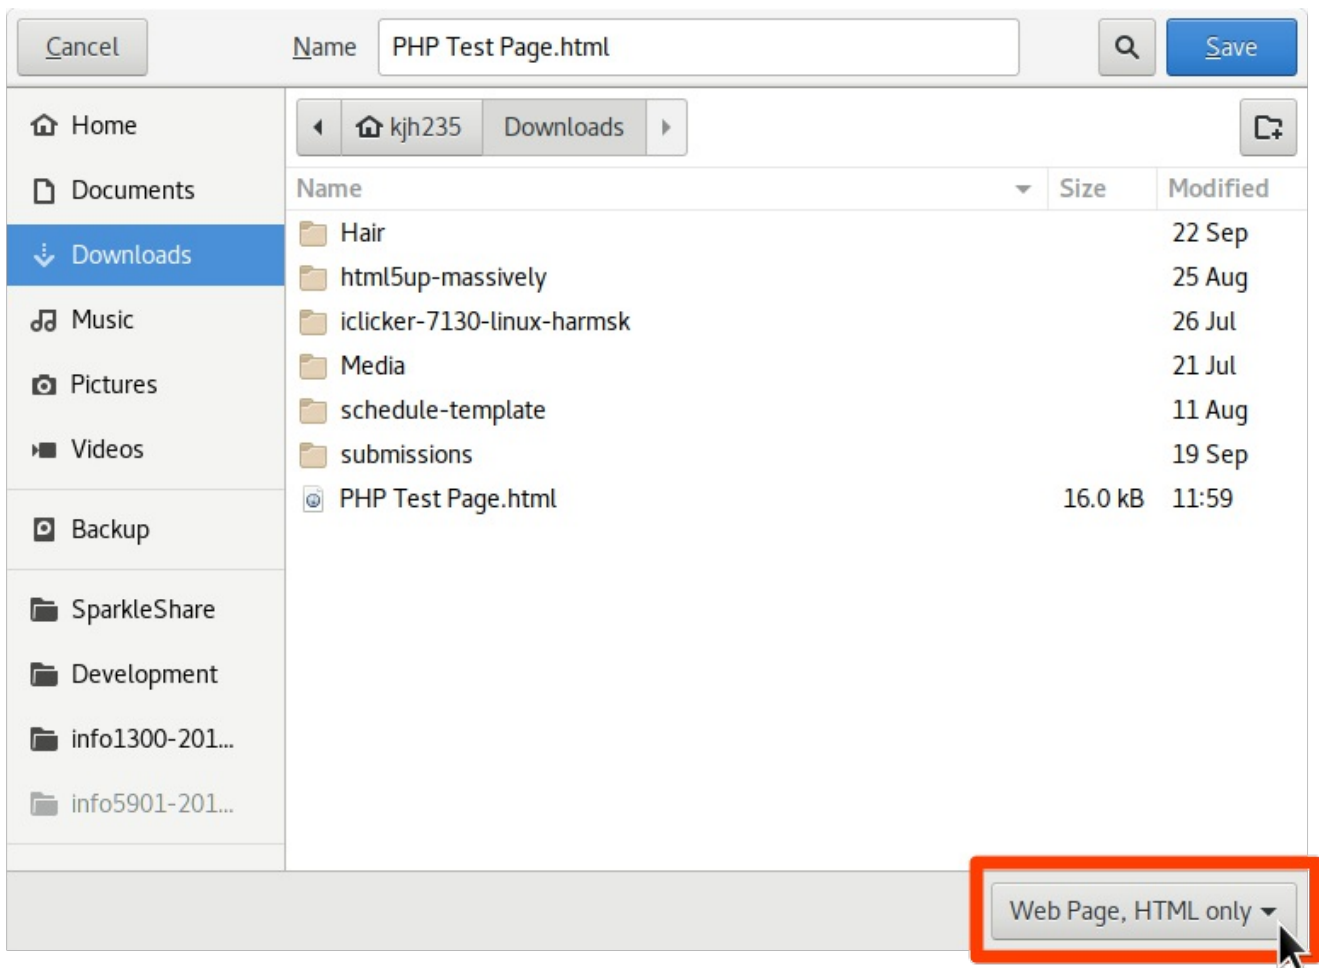 Cancel Name PHP Test Page.html Save
Home
Documents
Downloads
Music
Pictures
Videos
Backup
SparkleShare
Development
info1300-201...
info5901-201...
kjh235 Downloads
Name Size Modified
Hair 22 Sep
html5up-massively 25 Aug
iclicker-7130-linux-harmsk 26 Jul
Media 21 Jul
schedule-template 11 Aug
submissions 19 Sep
PHP Test Page.html 16.0 kB 11:59
Web Page, HTML only